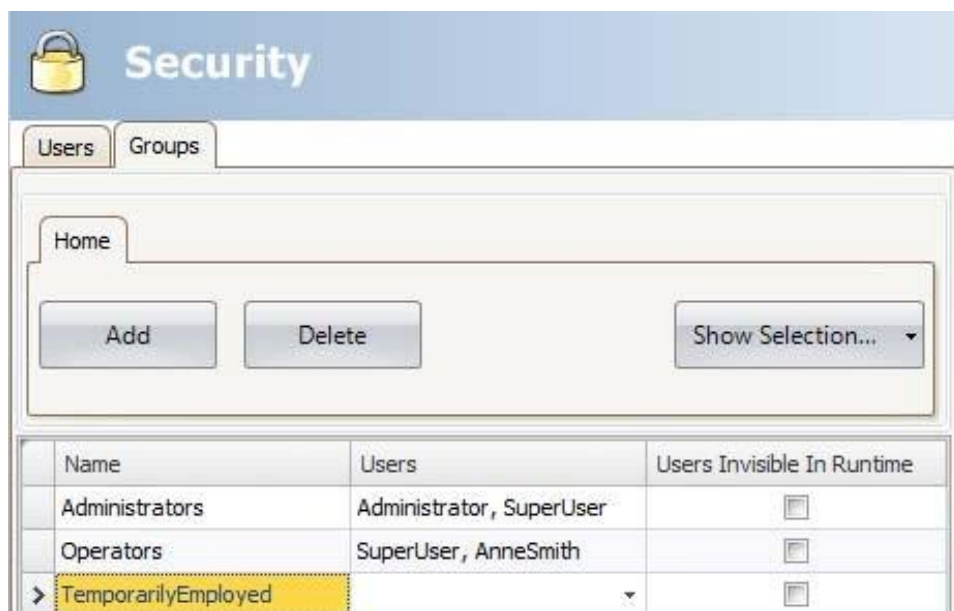 Security
Users Groups
Home
Add Delete Show Selection...
Name Users Users Invisible In Runtime
Administrators Administrator, SuperUser
Operators SuperUser, AnneSmith
TemporarilyEmployed